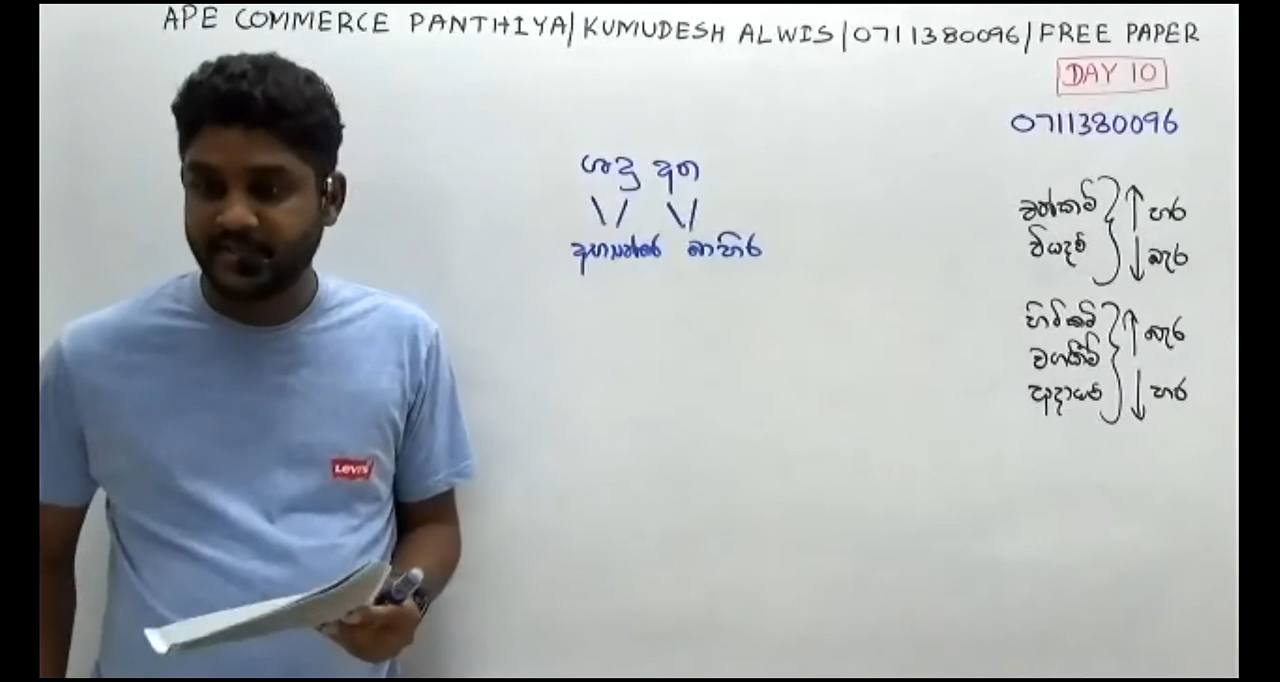 APE COMMERCE PANTHIYA/KUMUDESH ALWIS/0711380096/FREE PAPER
DAY 10
0711380096
ශුදු අත
අභ්‍යන්තර බාහිර
වත්කම් ↑ හර
වියදම් ↓ බැර
හිමිකම් ↑ බැර
වගකීම්
ආදායම් ↓ හර
Levi's